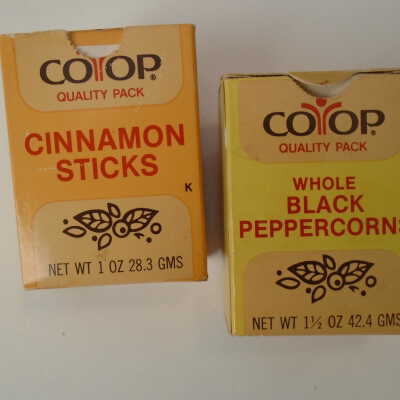 CO-OP®
QUALITY PACK
CINNAMON
STICKS
K
NET WT 1 OZ 28.3 GMS
CO-OP®
QUALITY PACK
WHOLE
BLACK
PEPPERCORNS
NET WT 1½ OZ 42.4 GMS